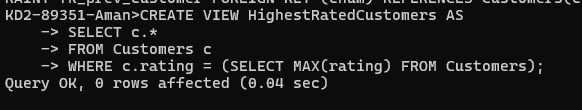 KD2-89351-Aman>CREATE VIEW HighestRatedCustomers AS
    -> SELECT c.*
    -> FROM Customers c
    -> WHERE c.rating = (SELECT MAX(rating) FROM Customers);
Query OK, 0 rows affected (0.04 sec)